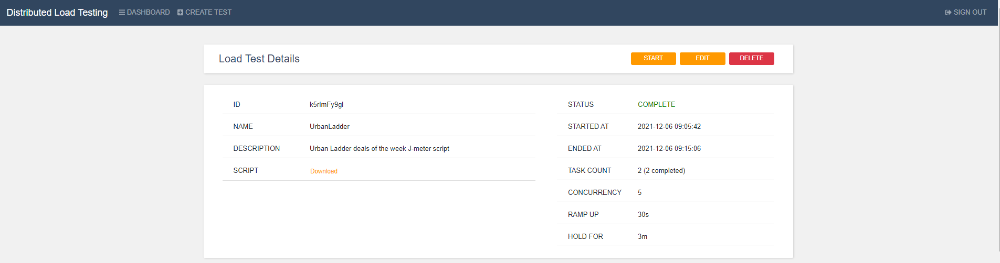 Distributed Load Testing DASHBOARD CREATE TEST SIGN OUT
Load Test Details START EDIT DELETE
ID k5rlmFy9gl
NAME UrbanLadder
DESCRIPTION Urban Ladder deals of the week J-meter script
SCRIPT Download
STATUS COMPLETE
STARTED AT 2021-12-06 09:05:42
ENDED AT 2021-12-06 09:15:06
TASK COUNT 2 (2 completed)
CONCURRENCY 5
RAMP UP 30s
HOLD FOR 3m